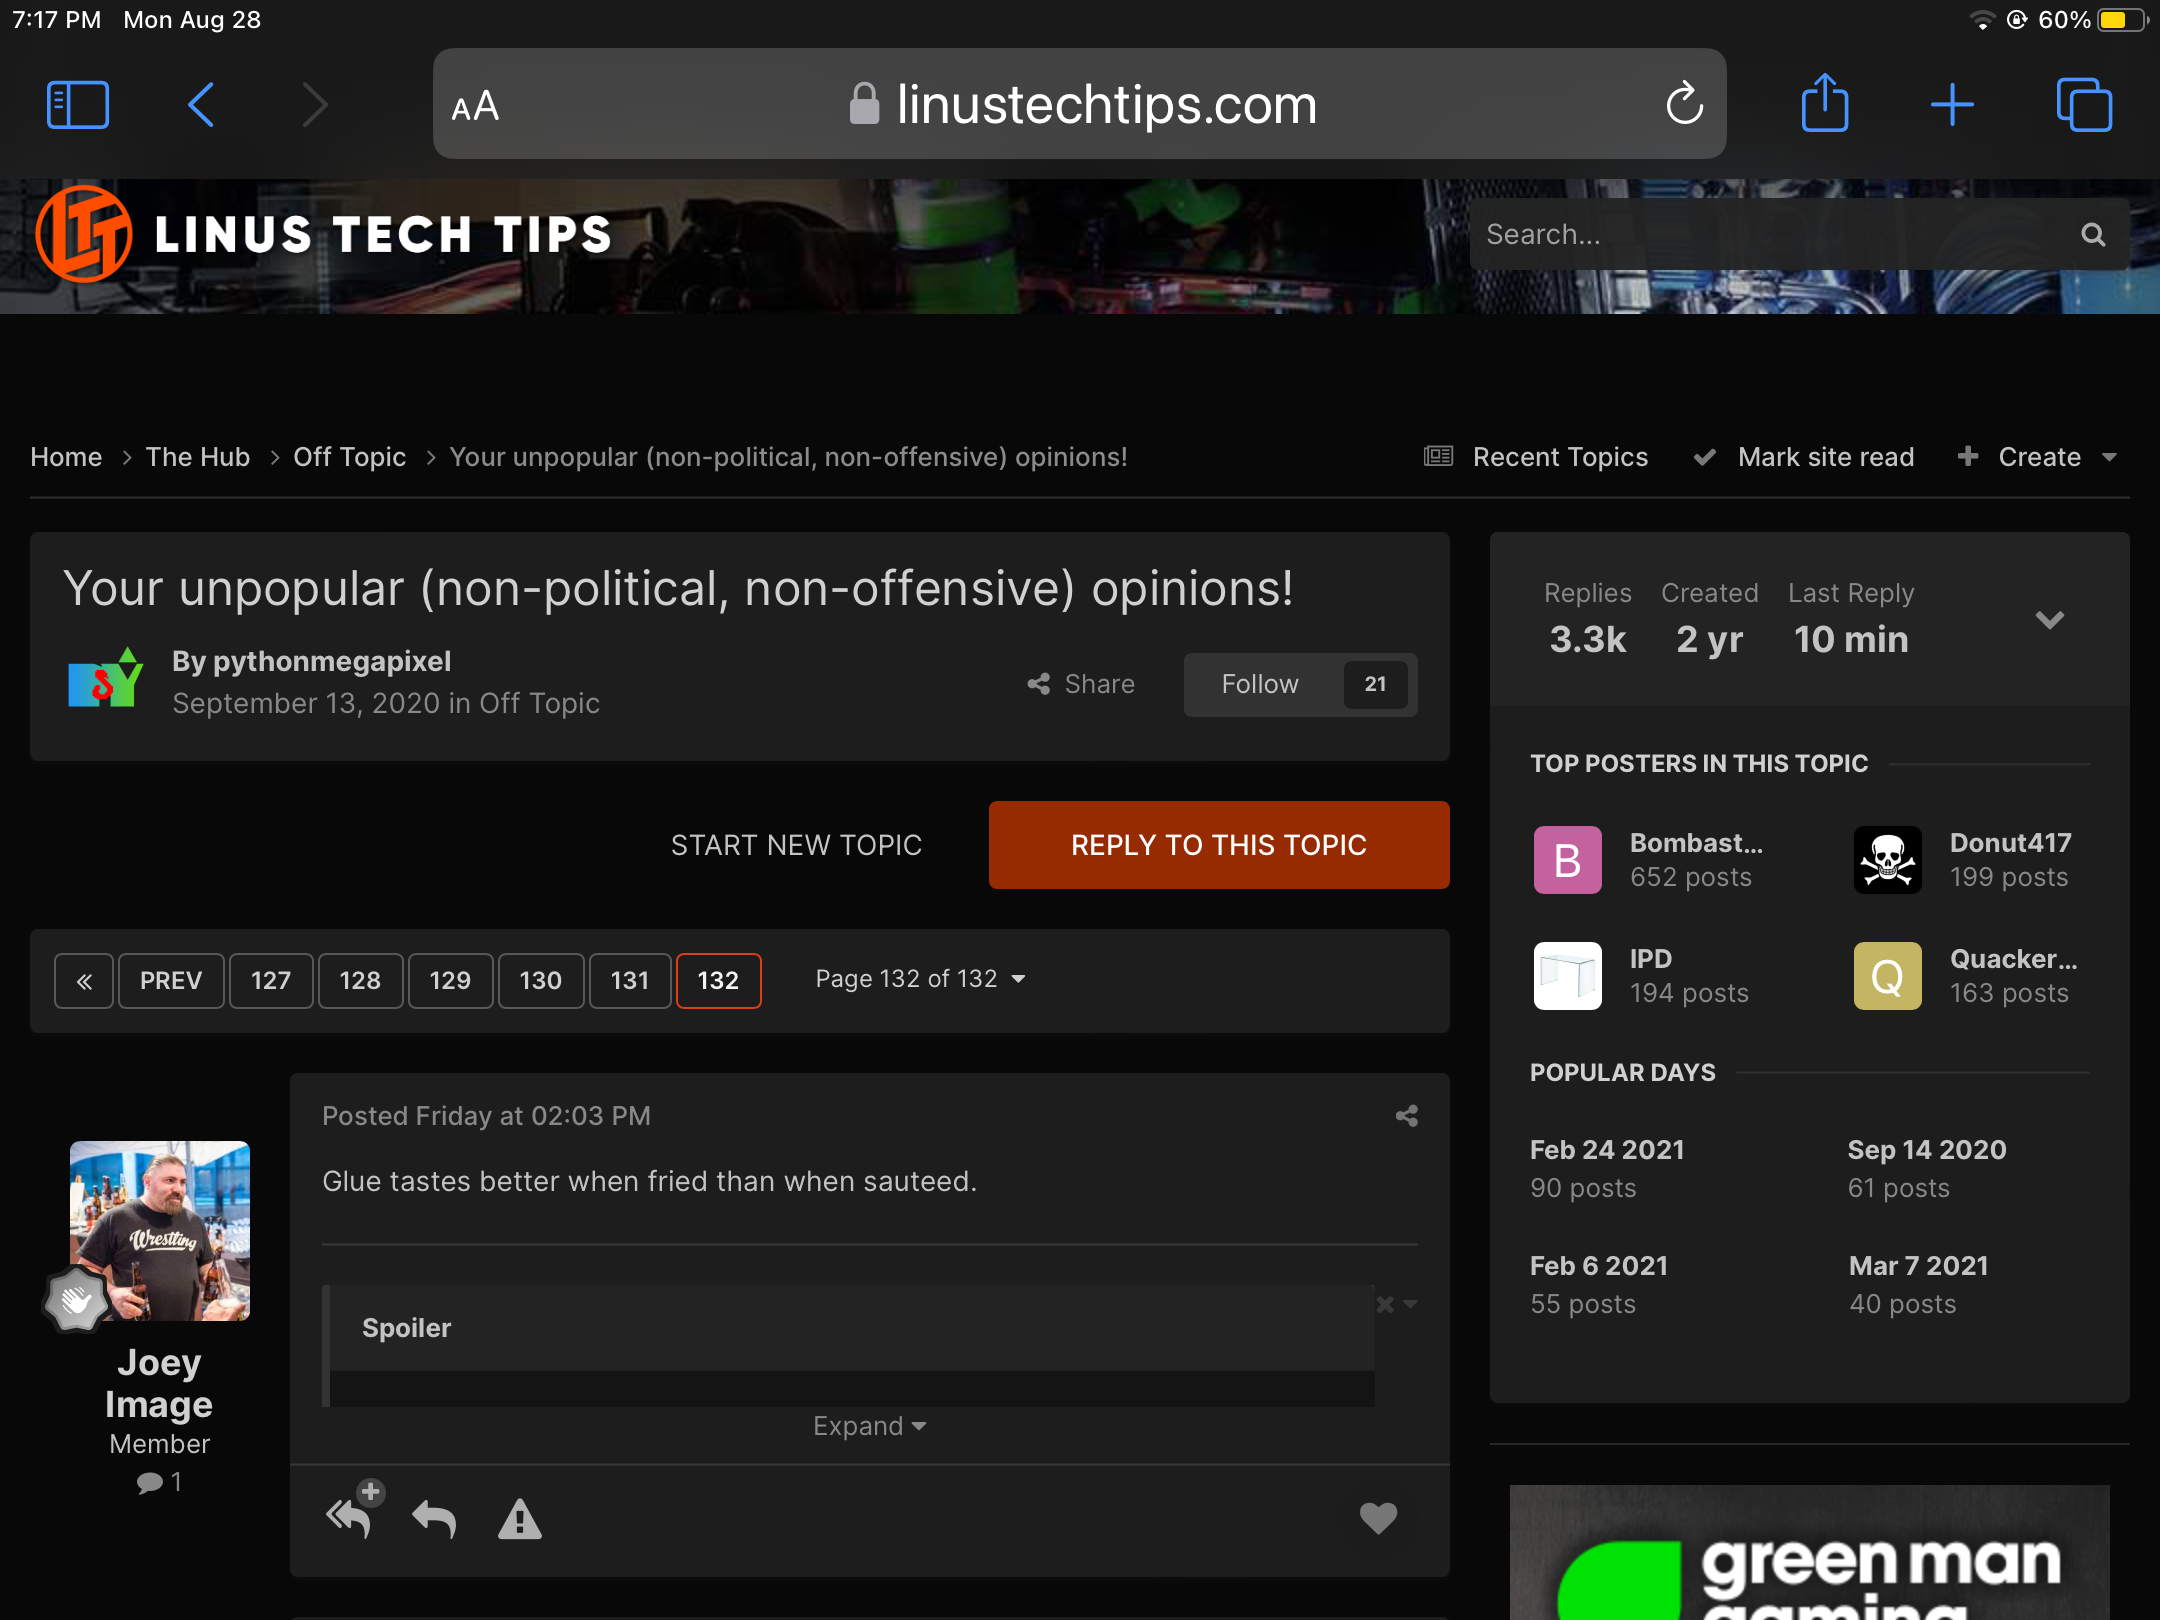 7:17 PM Mon Aug 28
60%
AA
linustechtips.com
LTT
LINUS TECH TIPS
Search...
Home > The Hub > Off Topic > Your unpopular (non-political, non-offensive) opinions!
Recent Topics
Mark site read
Create
Your unpopular (non-political, non-offensive) opinions!
By pythonmegapixel
September 13, 2020 in Off Topic
Share
Follow 21
START NEW TOPIC
REPLY TO THIS TOPIC
« PREV 127 128 129 130 131 132 Page 132 of 132
Posted Friday at 02:03 PM
Glue tastes better when fried than when sauteed.
Wrestling
Spoiler
Expand
Joey
Image
Member
1
Replies Created Last Reply
3.3k 2 yr 10 min
TOP POSTERS IN THIS TOPIC
B
Bombast...
652 posts
Donut417
199 posts
IPD
194 posts
Q
Quacker...
163 posts
POPULAR DAYS
Feb 24 2021
90 posts
Sep 14 2020
61 posts
Feb 6 2021
55 posts
Mar 7 2021
40 posts
green man
gaming